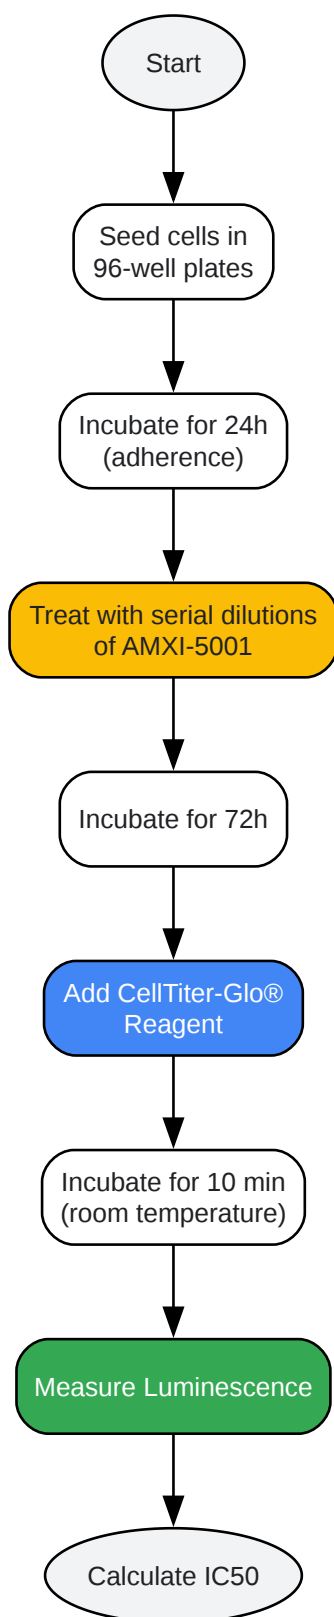 Start
Seed cells in
96-well plates
Incubate for 24h
(adherence)
Treat with serial dilutions
of AMXI-5001
Incubate for 72h
Add CellTiter-Glo®
Reagent
Incubate for 10 min
(room temperature)
Measure Luminescence
Calculate IC50